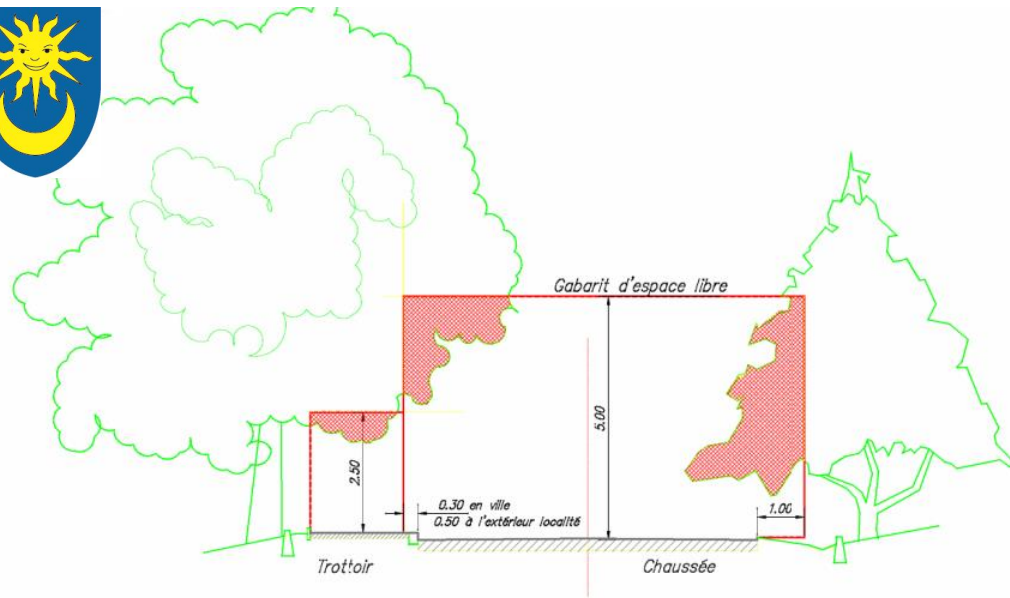 Gabarit d'espace libre
5.00
2.50
0.30 en ville
0.50 à l'extérieur localité
1.00
Trottoir
Chaussée